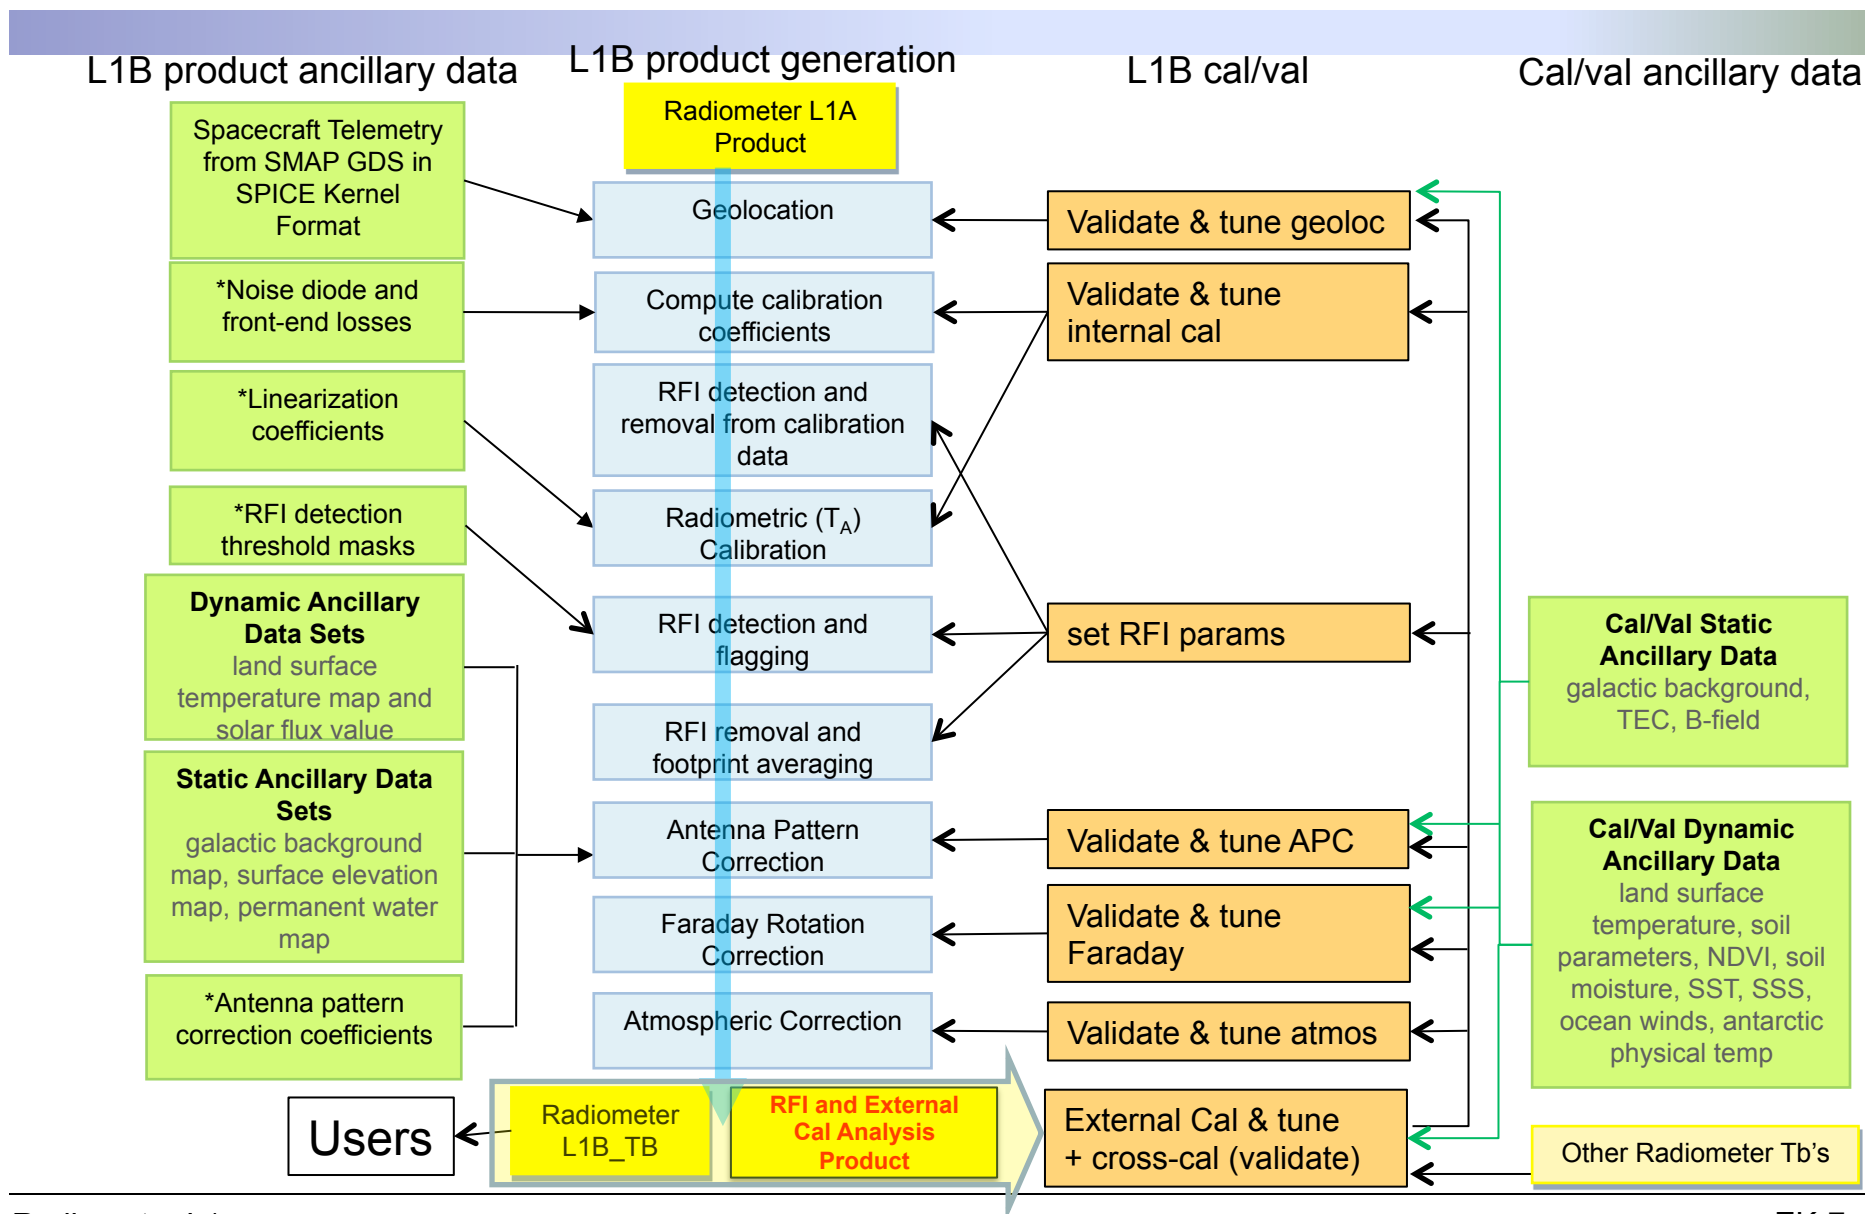 L1B product ancillary data
L1B product generation
L1B cal/val
Cal/val ancillary data
Spacecraft Telemetry
from SMAP GDS in
SPICE Kernel
Format
*Noise diode and
front-end losses
*Linearization
coefficients
*RFI detection
threshold masks
Dynamic Ancillary
Data Sets
land surface
temperature map and
solar flux value
Static Ancillary Data
Sets
galactic background
map, surface elevation
map, permanent water
map
*Antenna pattern
correction coefficients
Users
Radiometer L1A
Product
Geolocation
Compute calibration
coefficients
RFI detection and
removal from calibration
data
Radiometric (TA)
Calibration
RFI detection and
flagging
RFI removal and
footprint averaging
Antenna Pattern
Correction
Faraday Rotation
Correction
Atmospheric Correction
Radiometer
L1B_TB
RFI and External
Cal Analysis
Product
Validate & tune geoloc
Validate & tune
internal cal
set RFI params
Validate & tune APC
Validate & tune
Faraday
Validate & tune atmos
External Cal & tune
+ cross-cal (validate)
Cal/Val Static
Ancillary Data
galactic background,
TEC, B-field
Cal/Val Dynamic
Ancillary Data
land surface
temperature, soil
parameters, NDVI, soil
moisture, SST, SSS,
ocean winds, antarctic
physical temp
Other Radiometer Tb's